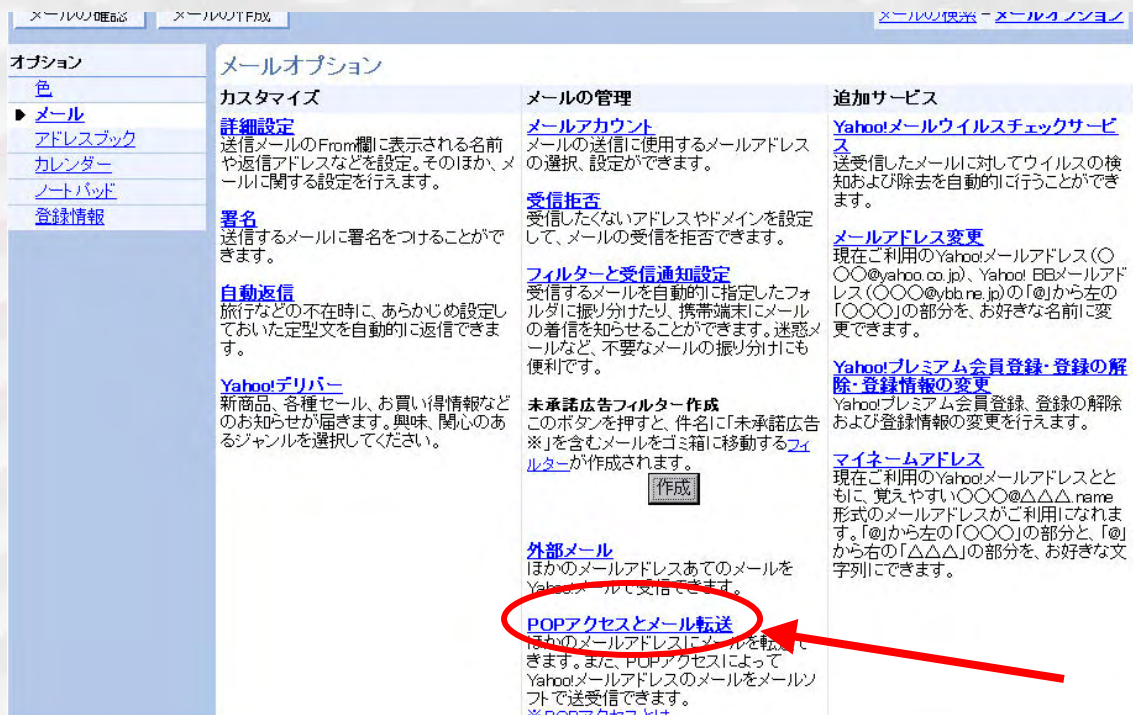 メールの確認 メールの作成
メールの検索 - メールオプション
オプション
色
メール
アドレスブック
カレンダー
ノートパッド
登録情報
メールオプション
カスタマイズ
詳細設定
送信メールのFrom欄に表示される名前
や返信アドレスなどを設定。そのほか、メ
ールに関する設定を行えます。
署名
送信するメールに署名をつけることがで
きます。
自動返信
旅行などの不在時に、あらかじめ設定し
ておいた定型文を自動的に返信できま
す。
Yahoo!デリバー
新商品、各種セール、お買い得情報など
のお知らせが届きます。興味、関心のあ
るジャンルを選択してください。
メールの管理
メールアカウント
メールの送信に使用するメールアドレス
の選択、設定ができます。
受信拒否
受信したくないアドレスやドメインを設定
して、メールの受信を拒否できます。
フィルターと受信通知設定
受信するメールを自動的に指定したフォ
ルダに振り分けたり、携帯端末にメール
の着信を知らせることができます。迷惑メ
ールなど、不要なメールの振り分けにも
便利です。
未承諾広告フィルター作成
このボタンを押すと、件名に「未承諾広告
※」を含むメールをゴミ箱に移動するフィ
ルターが作成されます。
作成
外部メール
ほかのメールアドレスあてのメールを
Yahoo!メールで受信できます。
POPアクセスとメール転送
ほかのメールアドレスにメールを転送で
きます。また、POPアクセスによって
Yahoo!メールアドレスのメールをメールソ
フトで送受信できます。
※POPアクセスとは
追加サービス
Yahoo!メールウイルスチェックサービ
ス
送受信したメールに対してウイルスの検
知および除去を自動的に行うことができ
ます。
メールアドレス変更
現在ご利用のYahoo!メールアドレス（○
○○@yahoo.co.jp）、Yahoo! BBメールアド
レス（○○○@ybb.ne.jp）の「@」から左の
「○○○」の部分を、お好きな名前に変
更できます。
Yahoo!プレミアム会員登録・登録の解
除・登録情報の変更
Yahoo!プレミアム会員登録、登録の解除
および登録情報の変更を行えます。
マイネームアドレス
現在ご利用のYahoo!メールアドレスとと
もに、覚えやすい○○○@△△△.name
形式のメールアドレスがご利用になれま
す。「@」から左の「○○○」の部分と、「@」
から右の「△△△」の部分を、お好きな文
字列にできます。